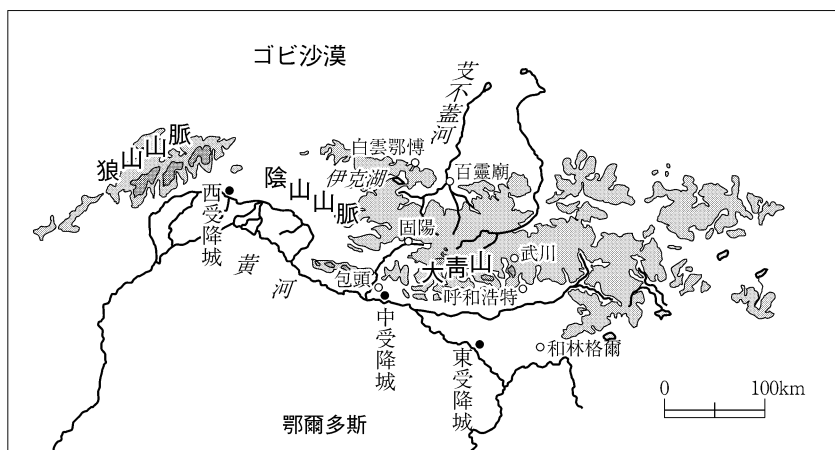 ゴビ沙漠
艾不蓋河
白雲鄂博
狼山山脈
伊克湖
百靈廟
陰山山脈
西受降城
固陽
武川
大青山
黃河
包頭
呼和浩特
中受降城
東受降城
和林格爾
0 100km
鄂爾多斯